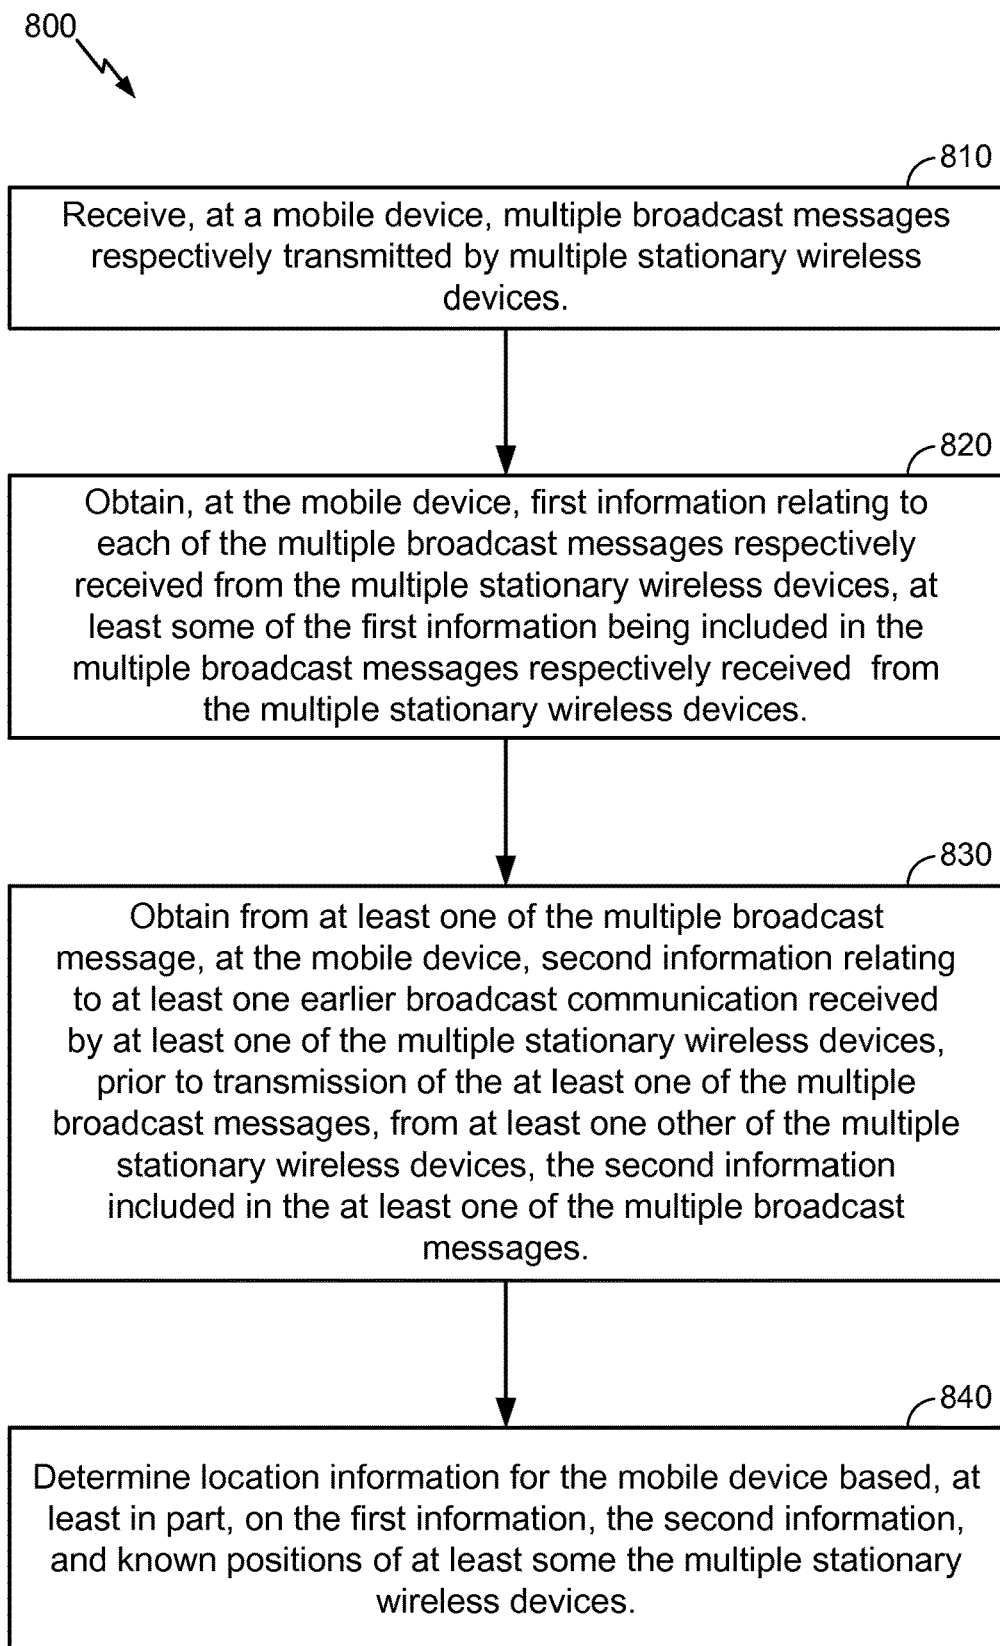 800
810
Receive, at a mobile device, multiple broadcast messages
respectively transmitted by multiple stationary wireless
devices.
820
Obtain, at the mobile device, first information relating to
each of the multiple broadcast messages respectively
received from the multiple stationary wireless devices, at
least some of the first information being included in the
multiple broadcast messages respectively received from
the multiple stationary wireless devices.
830
Obtain from at least one of the multiple broadcast
message, at the mobile device, second information relating
to at least one earlier broadcast communication received
by at least one of the multiple stationary wireless devices,
prior to transmission of the at least one of the multiple
broadcast messages, from at least one other of the multiple
stationary wireless devices, the second information
included in the at least one of the multiple broadcast
messages.
840
Determine location information for the mobile device based, at
least in part, on the first information, the second information,
and known positions of at least some the multiple stationary
wireless devices.